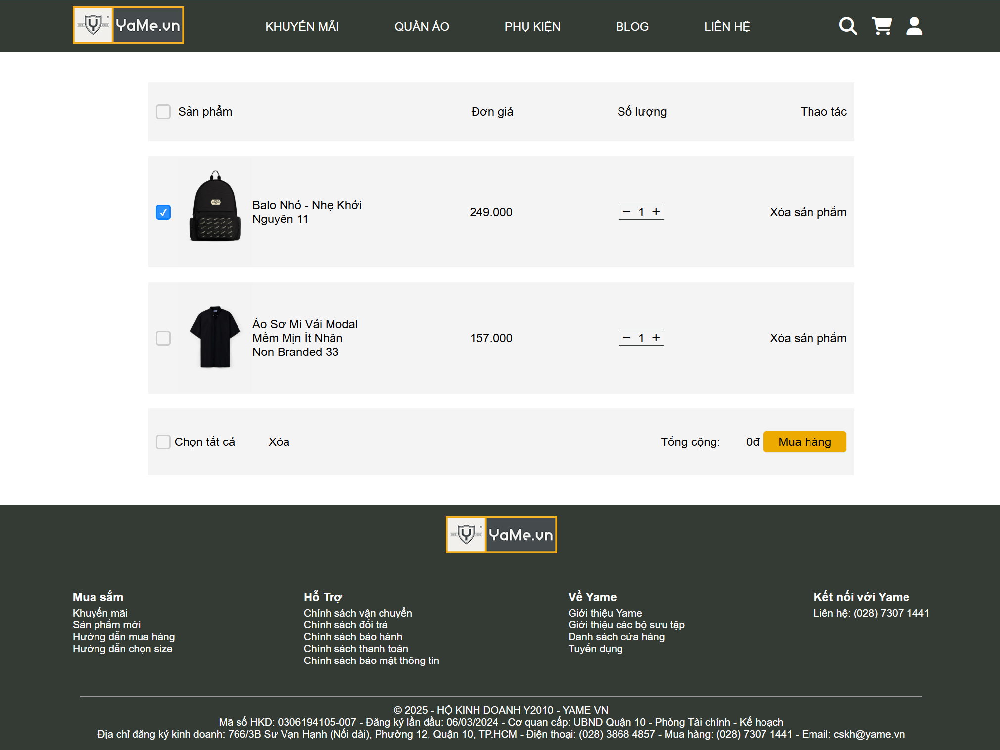 YaMe.vn
KHUYẾN MÃI
QUẦN ÁO
PHỤ KIỆN
BLOG
LIÊN HỆ
Sản phẩm
Đơn giá
Số lượng
Thao tác
Balo Nhỏ - Nhẹ Khởi
Nguyên 11
249.000
− 1 +
Xóa sản phẩm
Áo Sơ Mi Vải Modal
Mềm Mịn Ít Nhăn
Non Branded 33
157.000
− 1 +
Xóa sản phẩm
Chọn tất cả
Xóa
Tổng cộng:
0đ
Mua hàng
YaMe.vn
Mua sắm
Khuyến mãi
Sản phẩm mới
Hướng dẫn mua hàng
Hướng dẫn chọn size
Hỗ Trợ
Chính sách vận chuyển
Chính sách đổi trả
Chính sách bảo hành
Chính sách thanh toán
Chính sách bảo mật thông tin
Về Yame
Giới thiệu Yame
Giới thiệu các bộ sưu tập
Danh sách cửa hàng
Tuyển dụng
Kết nối với Yame
Liên hệ: (028) 7307 1441
© 2025 - HỘ KINH DOANH Y2010 - YAME VN
Mã số HKD: 0306194105-007 - Đăng ký lần đầu: 06/03/2024 - Cơ quan cấp: UBND Quận 10 - Phòng Tài chính - Kế hoạch
Địa chỉ đăng ký kinh doanh: 766/3B Sư Vạn Hạnh (Nối dài), Phường 12, Quận 10, TP.HCM - Điện thoại: (028) 3868 4857 - Mua hàng: (028) 7307 1441 - Email: cskh@yame.vn